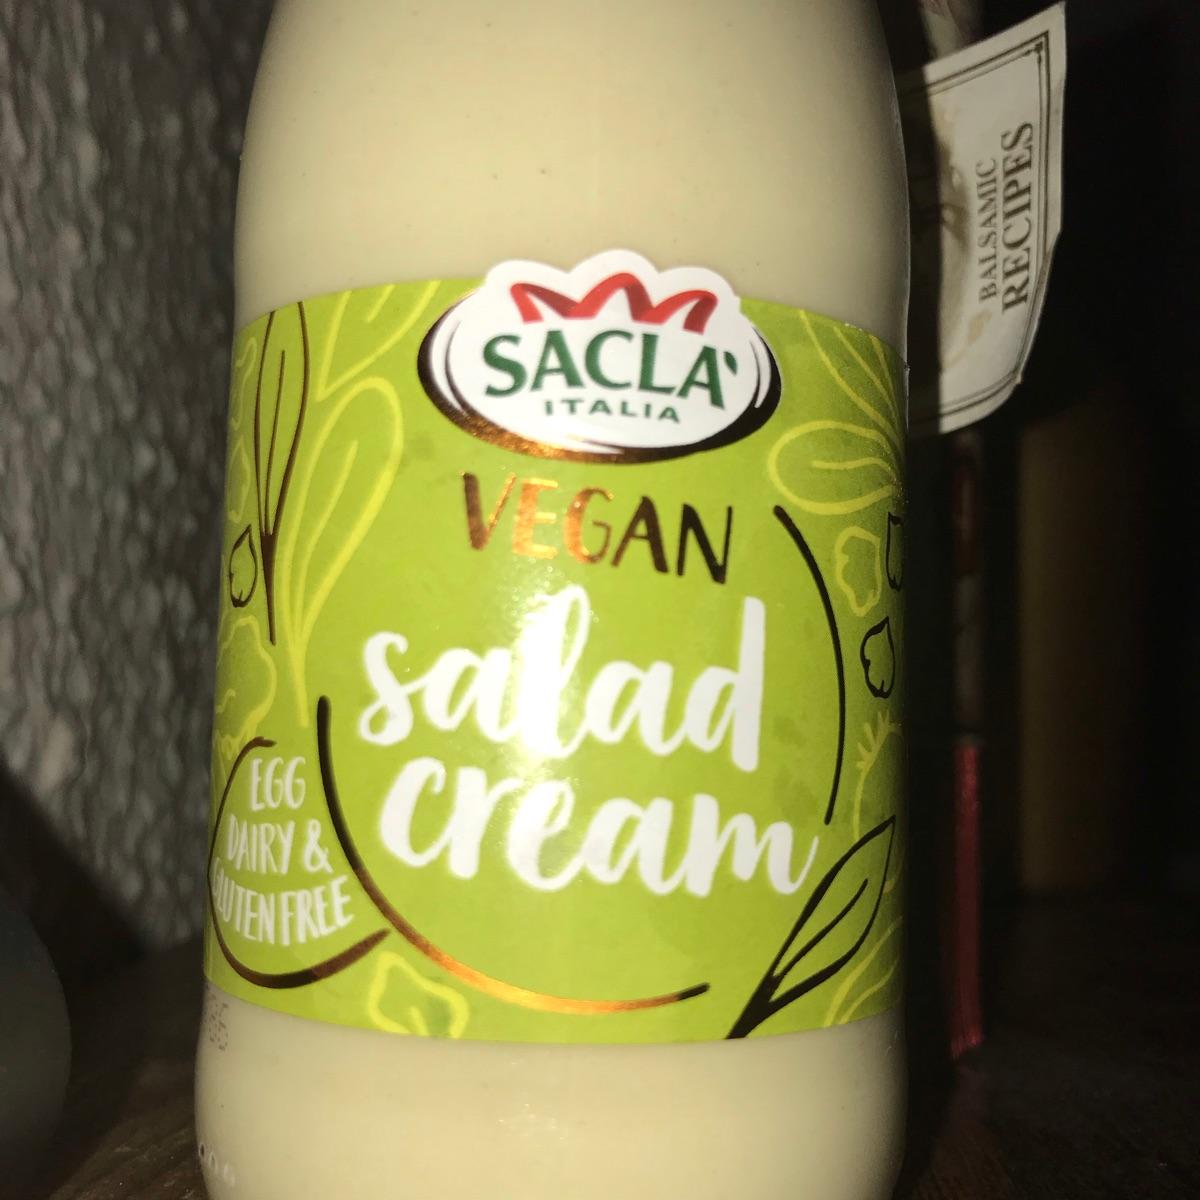 SACLA'
ITALIA
VEGAN
salad
cream
EGG
DAIRY &
GLUTEN FREE
BALSAMIC
RECIPES